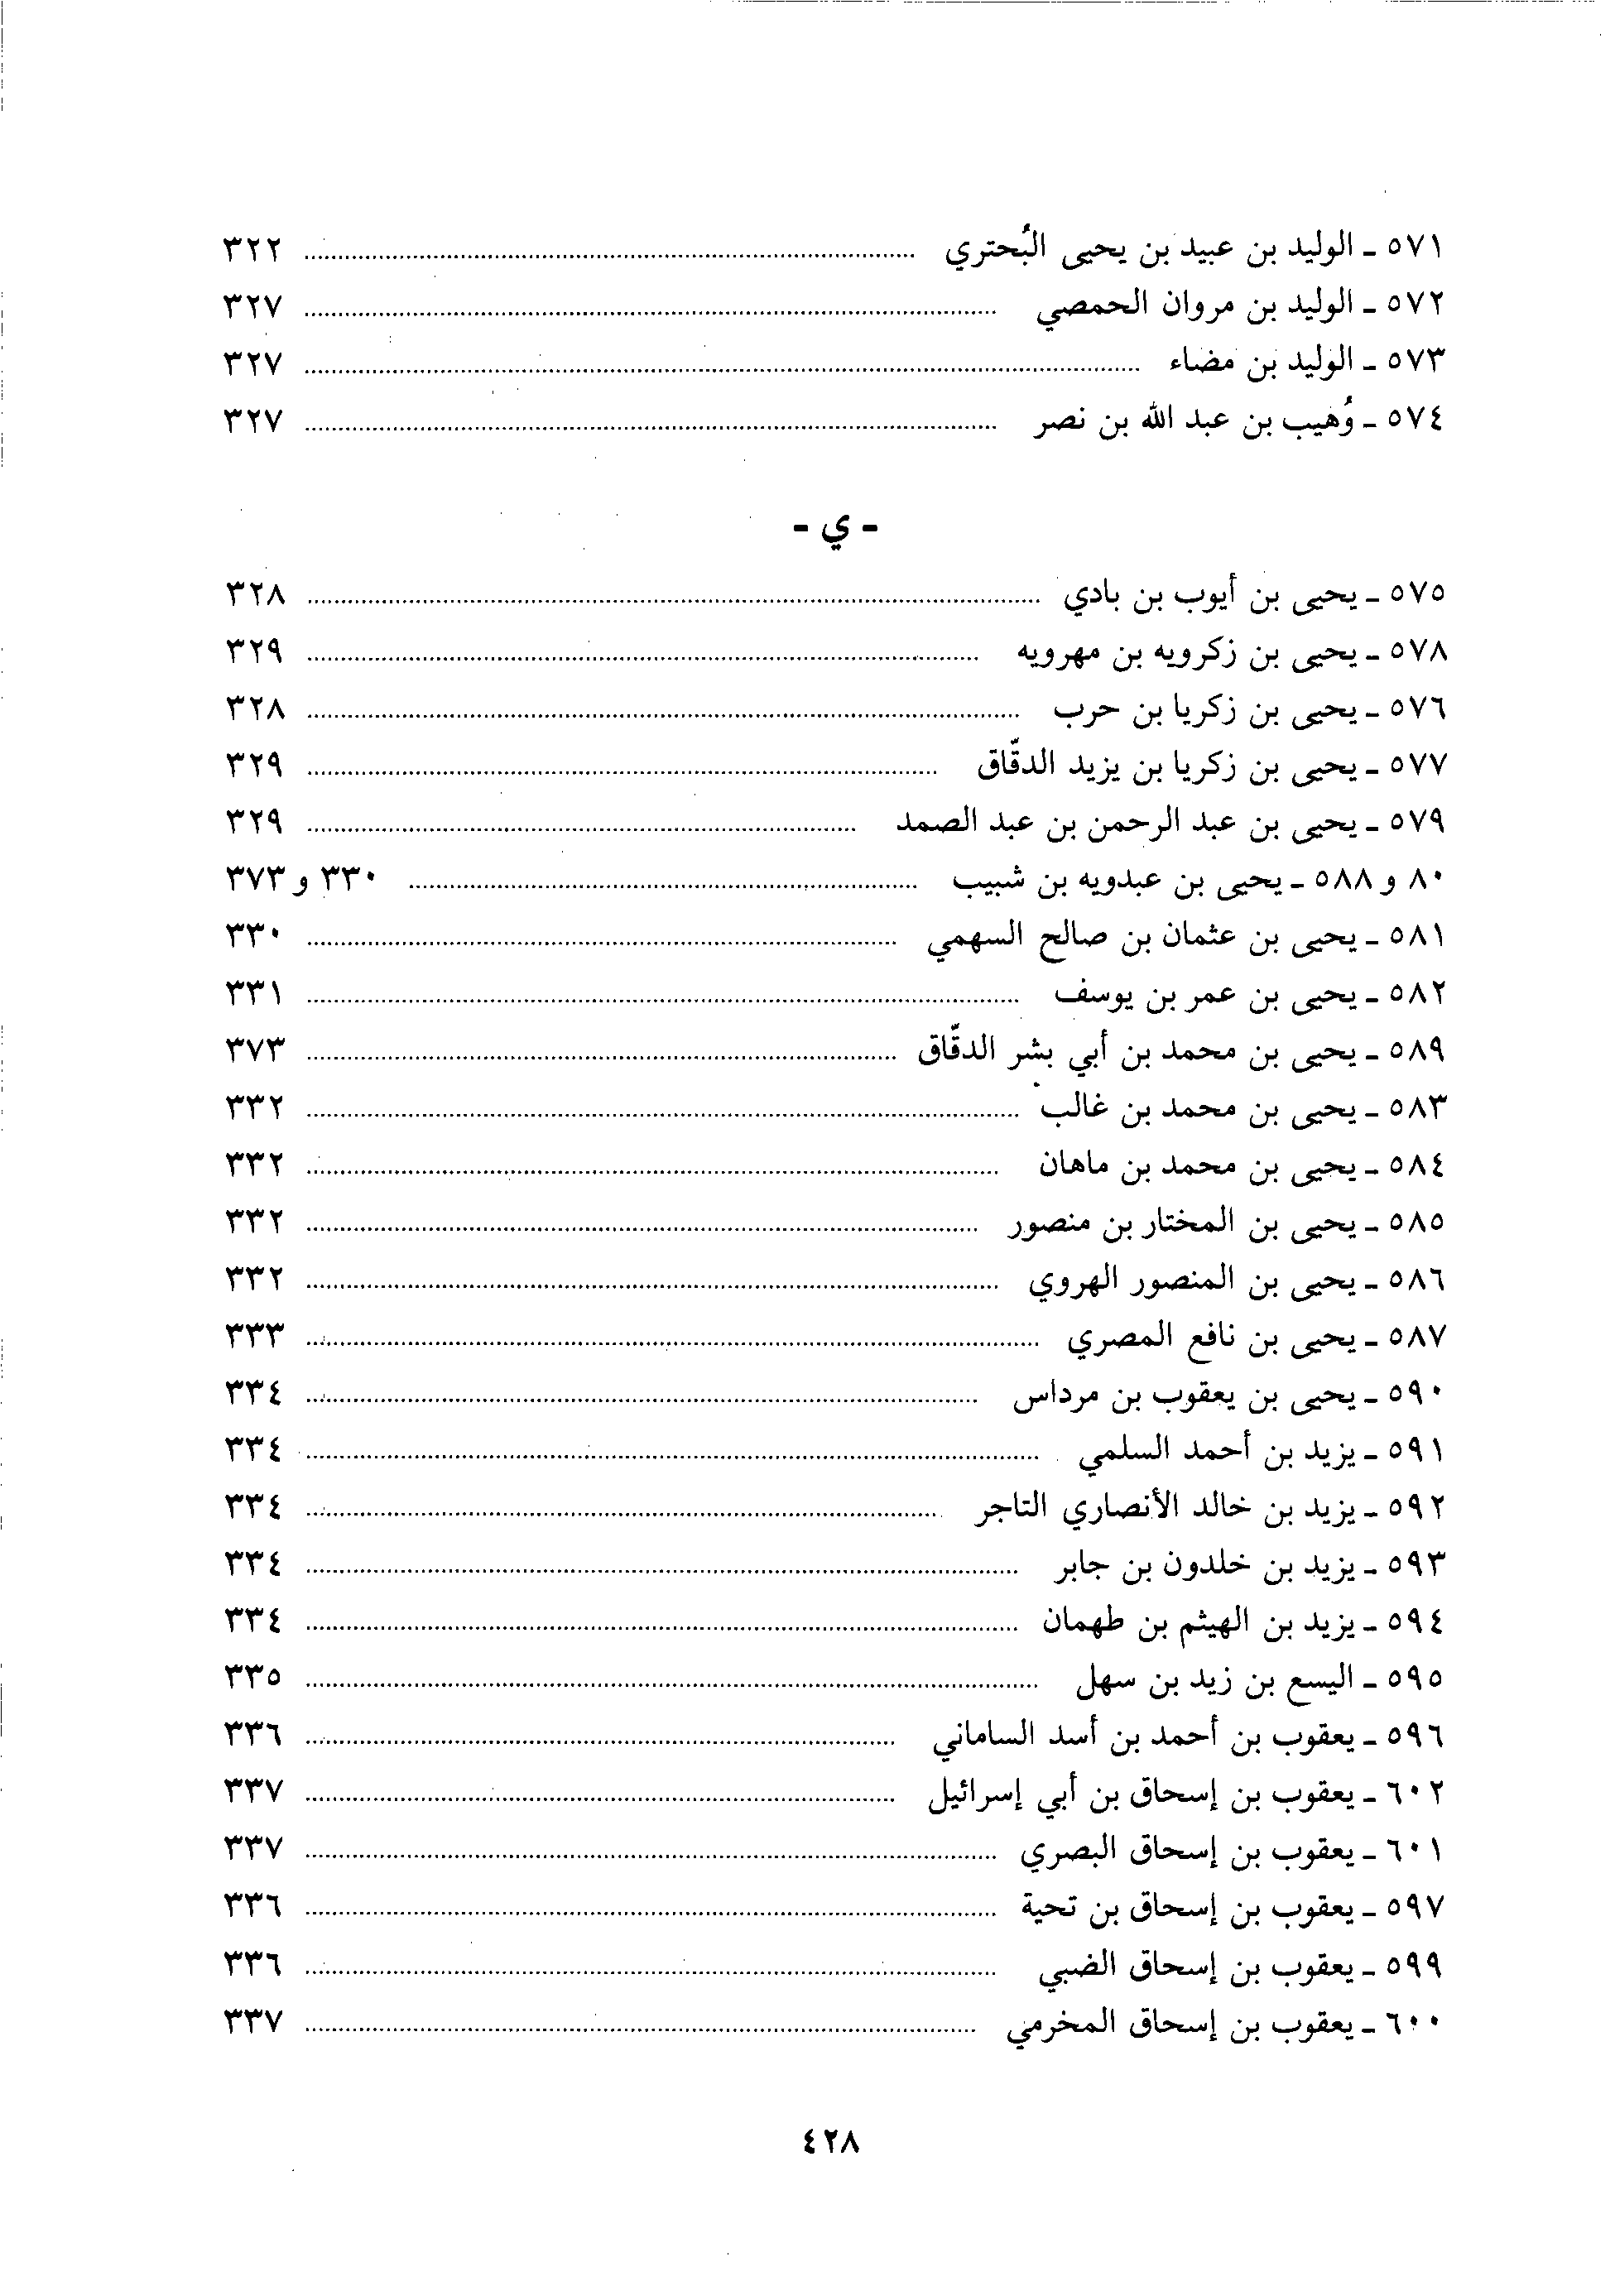 ٥٧١ - الوليد بن عبيد بن يحيى البُحتري ........ ٣٢٢
٥٧٢ - الوليد بن مروان الحمصي ........ ٣٢٧
٥٧٣ - الوليد بن مضاء ........ ٣٢٧
٥٧٤ - وُهيب بن عبد الله بن نصر ........ ٣٢٧
- ي -
٥٧٥ - يحيى بن أيوب بن بادي ........ ٣٢٨
٥٧٨ - يحيى بن زكرويه بن مهرويه ........ ٣٢٩
٥٧٦ - يحيى بن زكريا بن حرب ........ ٣٢٨
٥٧٧ - يحيى بن زكريا بن يزيد الدقّاق ........ ٣٢٩
٥٧٩ - يحيى بن عبد الرحمن بن عبد الصمد ........ ٣٢٩
٨٠ و ٥٨٨ - يحيى بن عبدويه بن شبيب ........ ٣٣٠ و ٣٧٣
٥٨١ - يحيى بن عثمان بن صالح السهمي ........ ٣٣٠
٥٨٢ - يحيى بن عمر بن يوسف ........ ٣٣١
٥٨٩ - يحيى بن محمد بن أبي بشر الدقّاق ........ ٣٧٣
٥٨٣ - يحيى بن محمد بن غالب ........ ٣٣٢
٥٨٤ - يحيى بن محمد بن ماهان ........ ٣٣٢
٥٨٥ - يحيى بن المختار بن منصور ........ ٣٣٢
٥٨٦ - يحيى بن المنصور الهروي ........ ٣٣٢
٥٨٧ - يحيى بن نافع المصري ........ ٣٣٣
٥٩٠ - يحيى بن يعقوب بن مرداس ........ ٣٣٤
٥٩١ - يزيد بن أحمد السلمي ........ ٣٣٤
٥٩٢ - يزيد بن خالد الأنصاري التاجر ........ ٣٣٤
٥٩٣ - يزيد بن خلدون بن جابر ........ ٣٣٤
٥٩٤ - يزيد بن الهيثم بن طهمان ........ ٣٣٤
٥٩٥ - اليسع بن زيد بن سهل ........ ٣٣٥
٥٩٦ - يعقوب بن أحمد بن أسد الساماني ........ ٣٣٦
٦٠٢ - يعقوب بن إسحاق بن أبي إسرائيل ........ ٣٣٧
٦٠١ - يعقوب بن إسحاق البصري ........ ٣٣٧
٥٩٧ - يعقوب بن إسحاق بن تحية ........ ٣٣٦
٥٩٩ - يعقوب بن إسحاق الضبي ........ ٣٣٦
٦٠٠ - يعقوب بن إسحاق المخرمي ........ ٣٣٧
٤٢٨